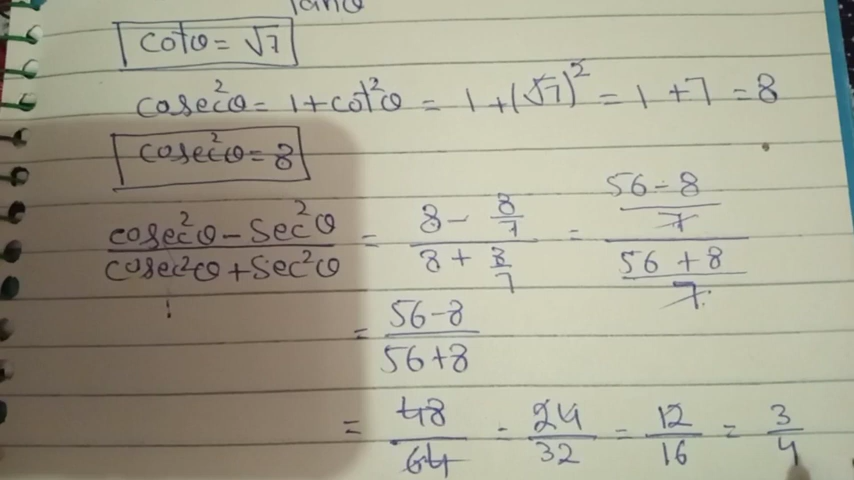 tanθ
cotθ = √7
cosec²θ = 1 + cot²θ = 1 + (√7)² = 1 + 7 = 8
cosec²θ = 8
(cosec²θ - sec²θ)/(cosec²θ + sec²θ) = (8 - 8/7)/(8 + 8/7) = ((56 - 8)/7)/((56 + 8)/7)
= (56 - 8)/(56 + 8)
= 48/64 = 24/32 = 12/16 = 3/4